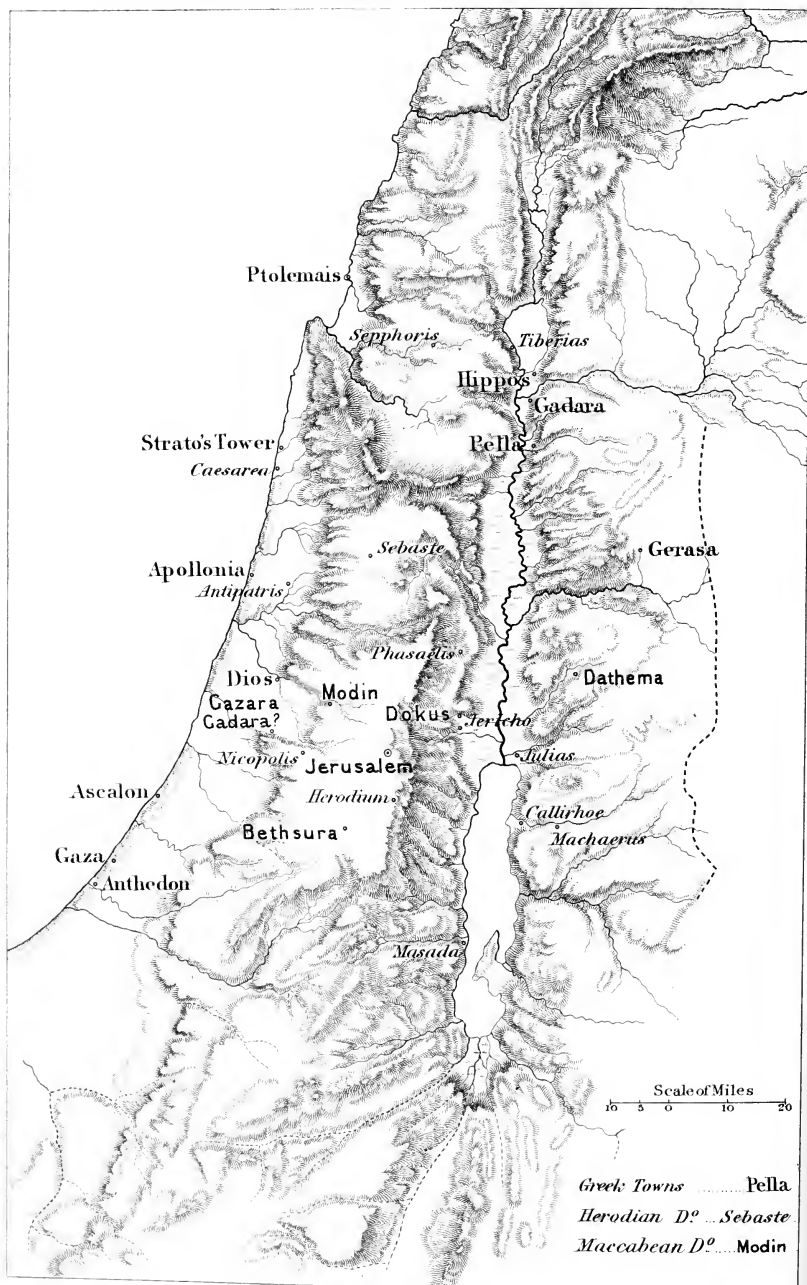 Ptolemais
Sepphoris
Tiberias
Hippos
Gadara
Strato's Tower
Pella
Caesarea
Sebaste
Gerasa
Apollonia
Antipatris
Phasaelis
Dios
Dathema
Gazara
Modin
Gadara?
Dokus
Jericho
Nicopolis
Jerusalem
Julias
Ascalon
Herodium
Callirhoe
Bethsura
Machaerus
Gaza
Anthedon
Masada
Scale of Miles
10 5 0 10 20
Greek Towns ........ Pella
Herodian Dº ... Sebaste
Maccabean Dº .... Modin